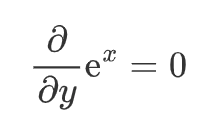 ∂/∂y eˣ = 0